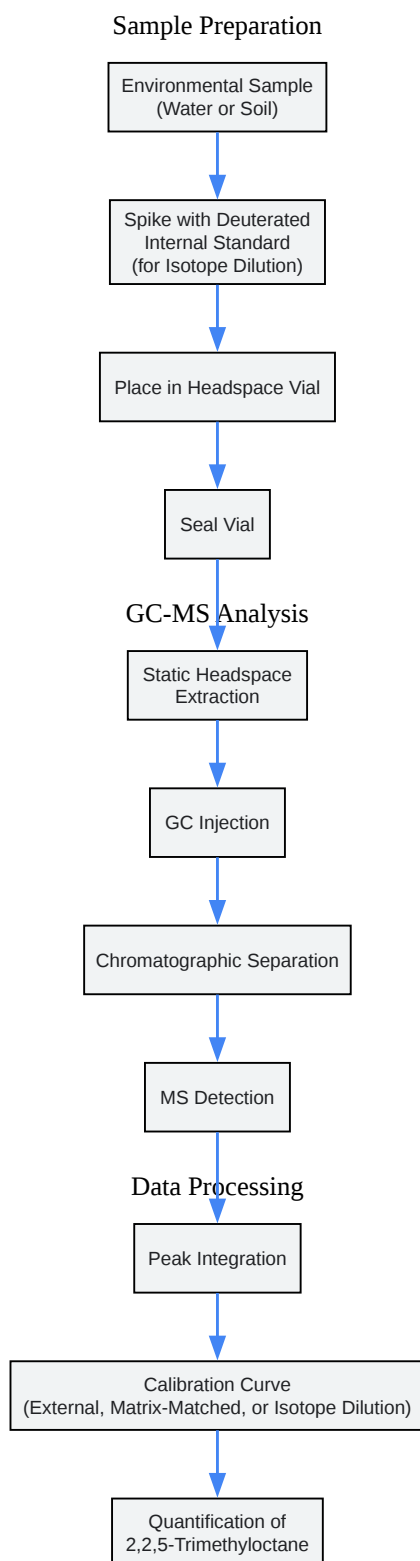 Sample Preparation
Environmental Sample
(Water or Soil)
Spike with Deuterated
Internal Standard
(for Isotope Dilution)
Place in Headspace Vial
Seal Vial
GC-MS Analysis
Static Headspace
Extraction
GC Injection
Chromatographic Separation
MS Detection
Data Processing
Peak Integration
Calibration Curve
(External, Matrix-Matched, or Isotope Dilution)
Quantification of
2,2,5-Trimethyloctane